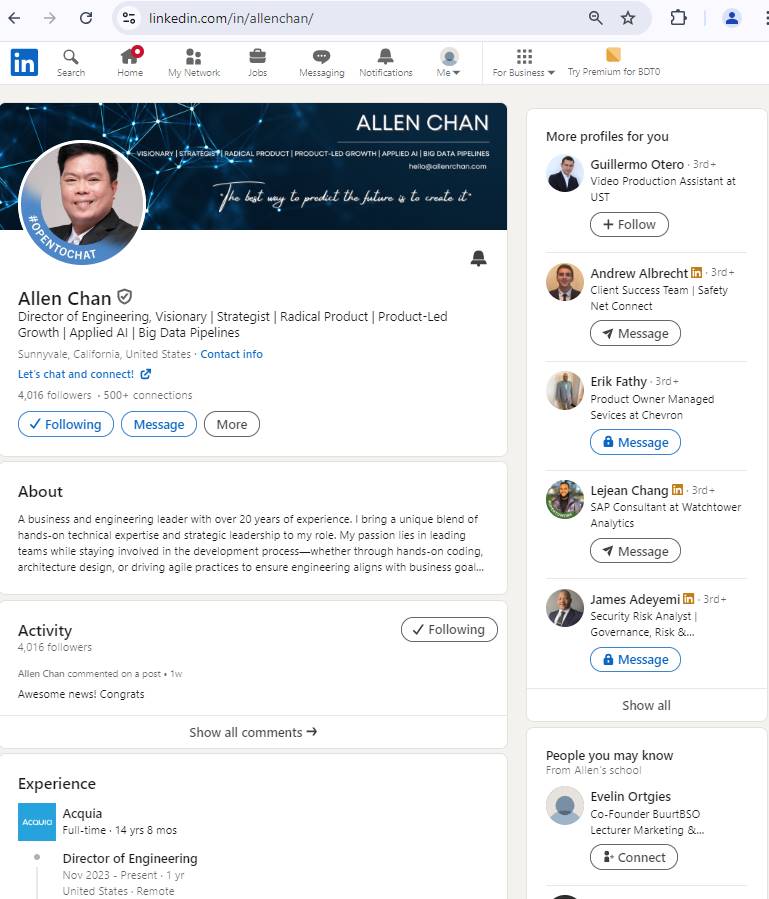 linkedin.com/in/allenchan/
in
Search
Home
My Network
Jobs
Messaging
Notifications
Me
For Business
Try Premium for BDT0
ALLEN CHAN
VISIONARY | STRATEGIST | RADICAL PRODUCT | PRODUCT-LED GROWTH | APPLIED AI | BIG DATA PIPELINES
hello@allenrchan.com
"The best way to predict the future is to create it"
#OPENTOCHAT
Allen Chan
Director of Engineering, Visionary | Strategist | Radical Product | Product-Led
Growth | Applied AI | Big Data Pipelines
Sunnyvale, California, United States · Contact info
Let's chat and connect!
4,016 followers · 500+ connections
Following
Message
More
About
A business and engineering leader with over 20 years of experience. I bring a unique blend of
hands-on technical expertise and strategic leadership to my role. My passion lies in leading
teams while staying involved in the development process—whether through hands-on coding,
architecture design, or driving agile practices to ensure engineering aligns with business goal...
Activity
Following
4,016 followers
Allen Chan commented on a post • 1w
Awesome news! Congrats
Show all comments →
Experience
Acquia
Acquia
Full-time · 14 yrs 8 mos
Director of Engineering
Nov 2023 - Present · 1 yr
United States · Remote
More profiles for you
Guillermo Otero · 3rd+
Video Production Assistant at
UST
+ Follow
Andrew Albrecht in · 3rd+
Client Success Team | Safety
Net Connect
Message
Erik Fathy · 3rd+
Product Owner Managed
Sevices at Chevron
Message
Lejean Chang in · 3rd+
SAP Consultant at Watchtower
Analytics
Message
James Adeyemi in · 3rd+
Security Risk Analyst |
Governance, Risk &...
Message
Show all
People you may know
From Allen's school
Evelin Ortgies
Co-Founder BuurtBSO
Lecturer Marketing &...
Connect